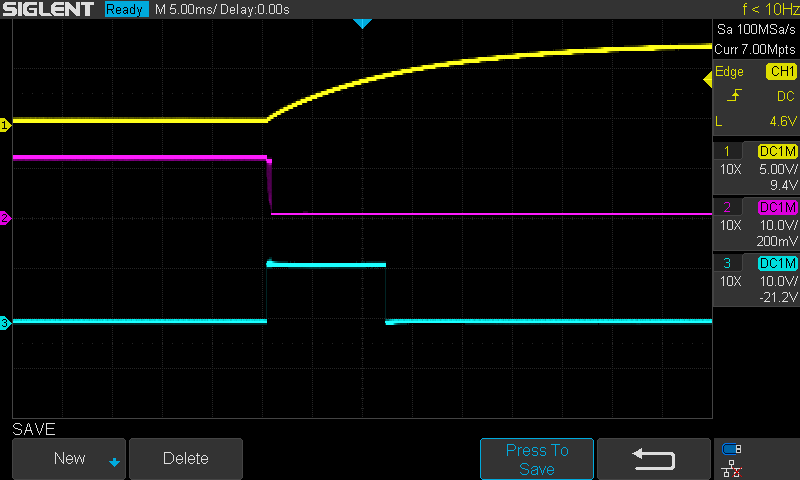 SIGLENT Ready M 5.00ms/ Delay:0.00s f < 10Hz
Sa 100MSa/s
Curr 7.00Mpts
Edge CH1
DC
L 4.6V
1 DC1M
10X 5.00V/
9.4V
2 DC1M
10X 10.0V/
200mV
3 DC1M
10X 10.0V/
-21.2V
1
2
3
SAVE
New Delete Press To Save